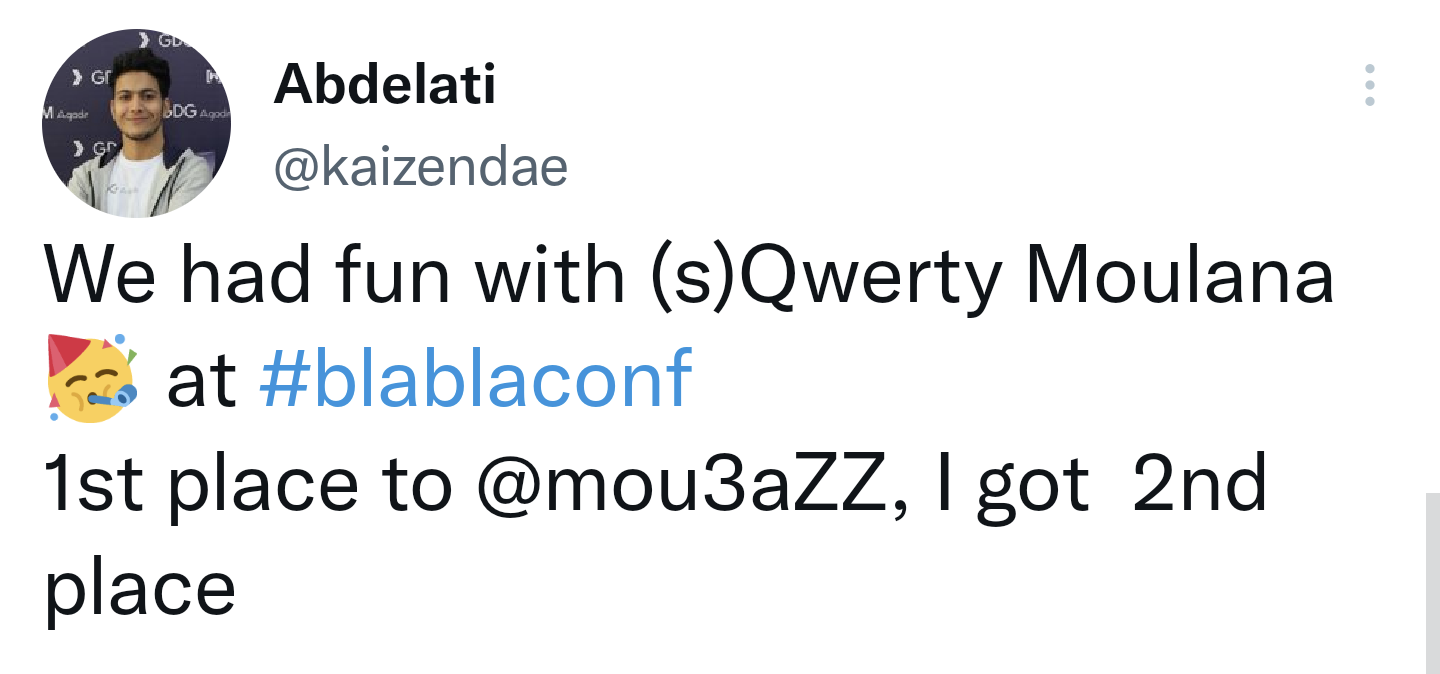 Abdelati
@kaizendae
We had fun with (s)Qwerty Moulana
🥳 at #blablaconf
1st place to @mou3aZZ, I got  2nd
place